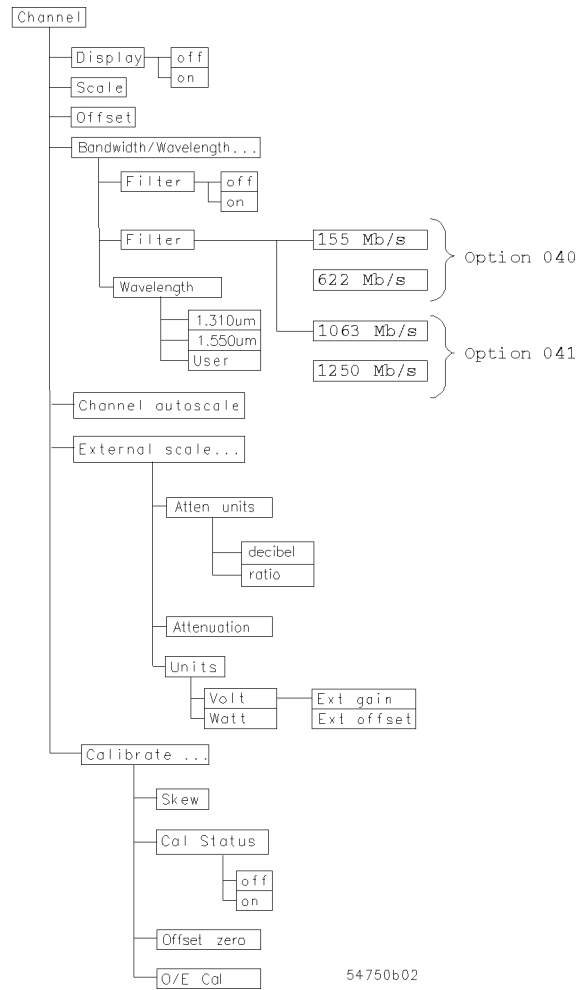 Channel
Display
off
on
Scale
Offset
Bandwidth/Wavelength...
Filter
off
on
Filter
155 Mb/s
622 Mb/s
Option 040
1063 Mb/s
1250 Mb/s
Option 041
Wavelength
1.310um
1.550um
User
Channel autoscale
External scale...
Atten units
decibel
ratio
Attenuation
Units
Volt
Watt
Ext gain
Ext offset
Calibrate ...
Skew
Cal Status
off
on
Offset zero
O/E Cal
54750b02